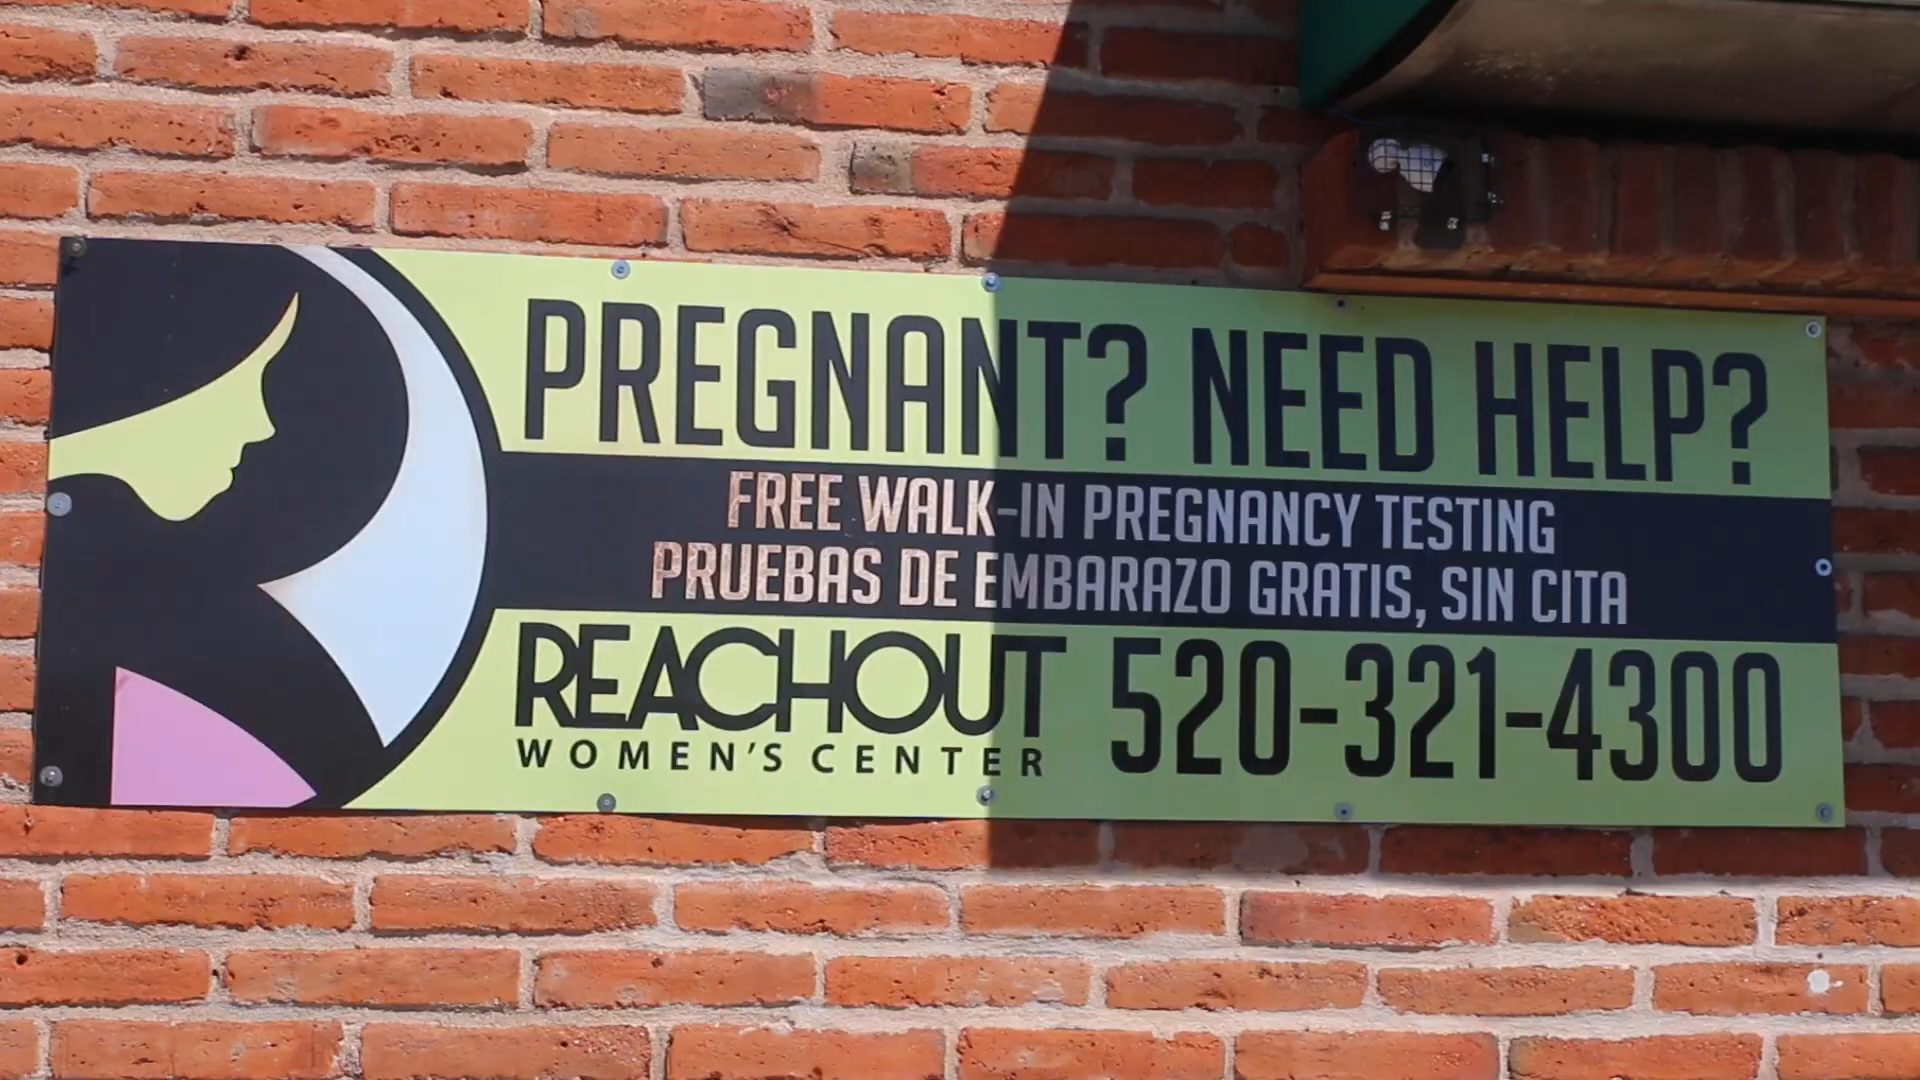 PREGNANT? NEED HELP?
FREE WALK-IN PREGNANCY TESTING
PRUEBAS DE EMBARAZO GRATIS, SIN CITA
REACHOUT 520-321-4300
WOMEN'S CENTER